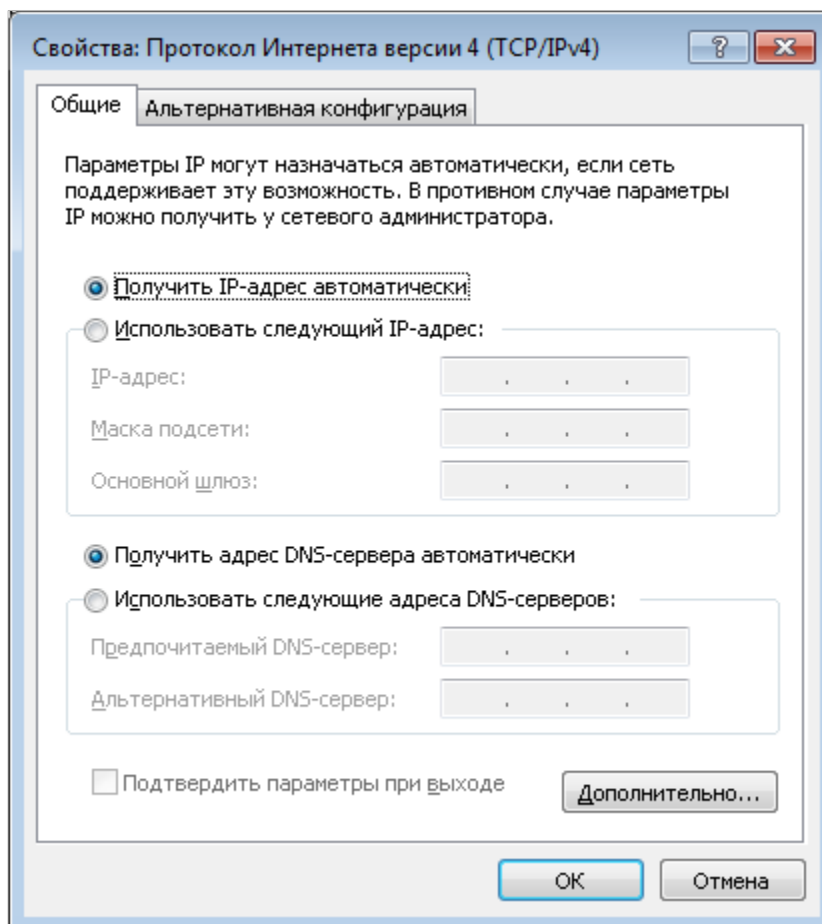 Свойства: Протокол Интернета версии 4 (TCP/IPv4)
Общие
Альтернативная конфигурация
Параметры IP могут назначаться автоматически, если сеть
поддерживает эту возможность. В противном случае параметры
IP можно получить у сетевого администратора.
Получить IP-адрес автоматически
Использовать следующий IP-адрес:
IP-адрес:
Маска подсети:
Основной шлюз:
Получить адрес DNS-сервера автоматически
Использовать следующие адреса DNS-серверов:
Предпочитаемый DNS-сервер:
Альтернативный DNS-сервер:
Подтвердить параметры при выходе
Дополнительно...
ОК
Отмена